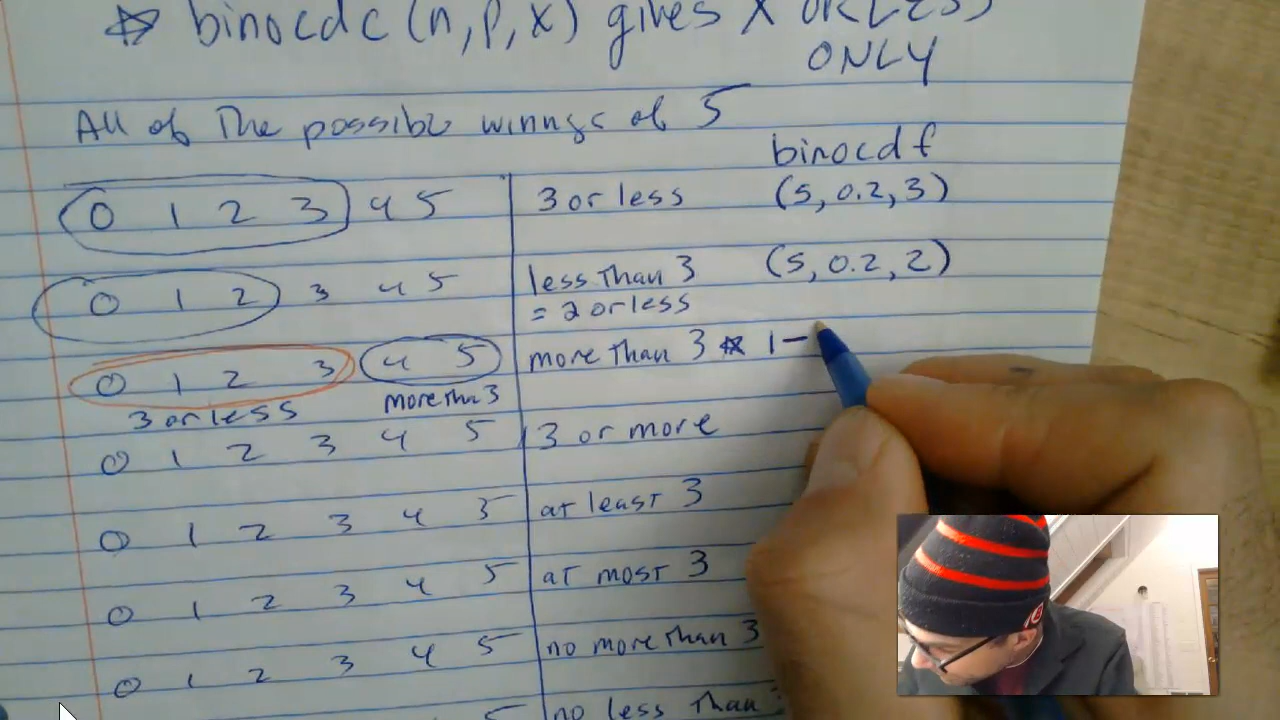 ☆ binocdc (n, p, x) gives X OR LESS
ONLY
All of The possible winngs of 5
binocdf
0 1 2 3 4 5 3 or less (5, 0.2, 3)
0 1 2 3 4 5 less Than 3 (5, 0.2, 2)
= 2 or less
0 1 2 3 4 5 more Than 3 ☆ 1 -
3 or less more Than 3
0 1 2 3 4 5 3 or more
0 1 2 3 4 5 at least 3
0 1 2 3 4 5 at most 3
0 1 2 3 4 5 no more Than 3
5 no less Than